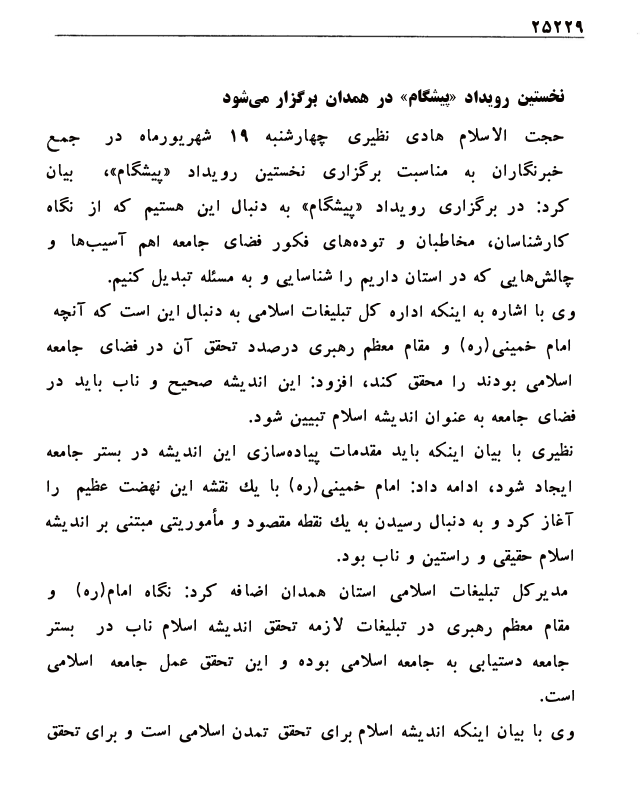 ۲۵۲۲۹
نخستین رویداد «پیشگام» در همدان برگزار می‌شود
حجت الاسلام هادی نظیری چهارشنبه ۱۹ شهریورماه در جمع
خبرنگاران به مناسبت برگزاری نخستین رویداد «پیشگام»، بیان
کرد: در برگزاری رویداد «پیشگام» به دنبال این هستیم که از نگاه
کارشناسان، مخاطبان و توده‌های فکور فضای جامعه اهم آسیب‌ها و
چالش‌هایی که در استان داریم را شناسایی و به مسئله تبدیل کنیم.
وی با اشاره به اینکه اداره کل تبلیغات اسلامی به دنبال این است که آنچه
امام خمینی(ره) و مقام معظم رهبری درصدد تحقق آن در فضای جامعه
اسلامی بودند را محقق کند، افزود: این اندیشه صحیح و ناب باید در
فضای جامعه به عنوان اندیشه اسلام تبیین شود.
نظیری با بیان اینکه باید مقدمات پیاده‌سازی این اندیشه در بستر جامعه
ایجاد شود، ادامه داد: امام خمینی(ره) با یك نقشه این نهضت عظیم را
آغاز کرد و به دنبال رسیدن به یك نقطه مقصود و مأموریتی مبتنی بر اندیشه
اسلام حقیقی و راستین و ناب بود.
مدیرکل تبلیغات اسلامی استان همدان اضافه کرد: نگاه امام(ره) و
مقام معظم رهبری در تبلیغات لازمه تحقق اندیشه اسلام ناب در بستر
جامعه دستیابی به جامعه اسلامی بوده و این تحقق عمل جامعه اسلامی
است.
وی با بیان اینکه اندیشه اسلام برای تحقق تمدن اسلامی است و برای تحقق